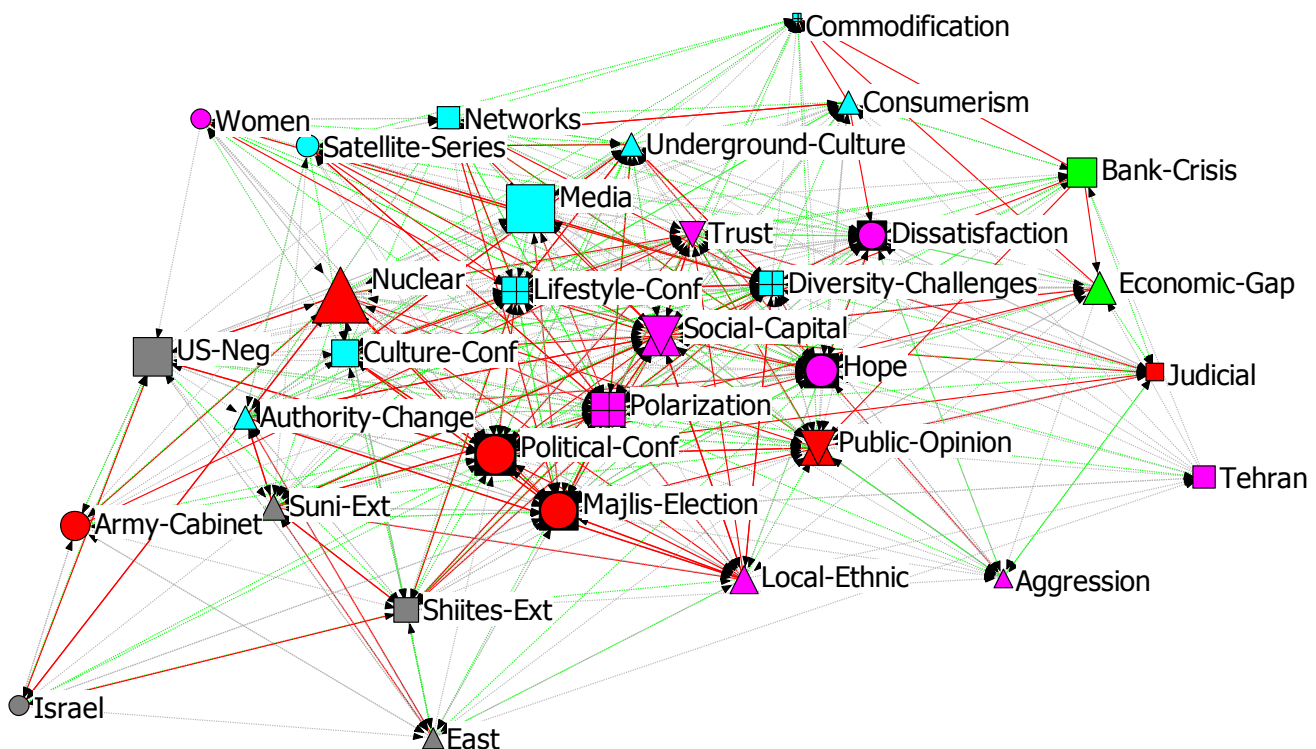 Commodification
Consumerism
Women
Networks
Satellite-Series
Underground-Culture
Bank-Crisis
Media
Trust
Dissatisfaction
Nuclear
Lifestyle-Conf
Diversity-Challenges
Economic-Gap
Social-Capital
US-Neg
Culture-Conf
Hope
Judicial
Polarization
Authority-Change
Political-Conf
Public-Opinion
Tehran
Suni-Ext
Majlis-Election
Army-Cabinet
Local-Ethnic
Aggression
Shiites-Ext
Israel
East